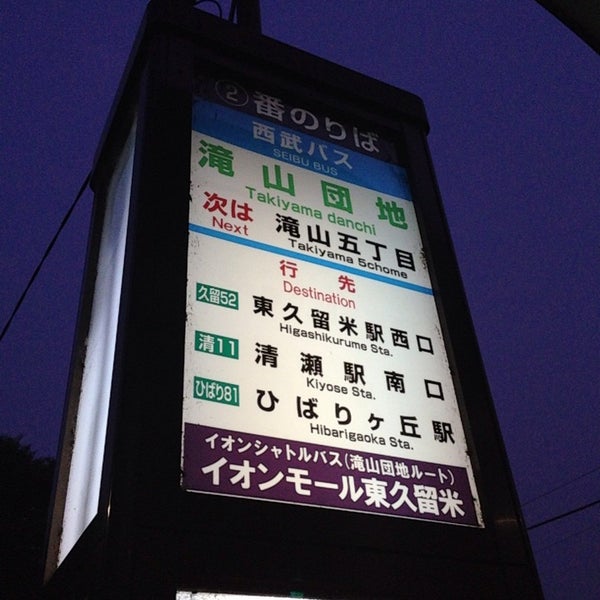 ②番のりば
西武バス
SEIBU BUS
滝山団地
Takiyama danchi
次は 滝山五丁目
Next Takiyama 5chome
行先
Destination
久留52 東久留米駅西口
Higashikurume Sta.
清11 清瀬駅南口
Kiyose Sta.
ひばり81 ひばりヶ丘駅
Hibarigaoka Sta.
イオンシャトルバス(滝山団地ルート)
イオンモール東久留米